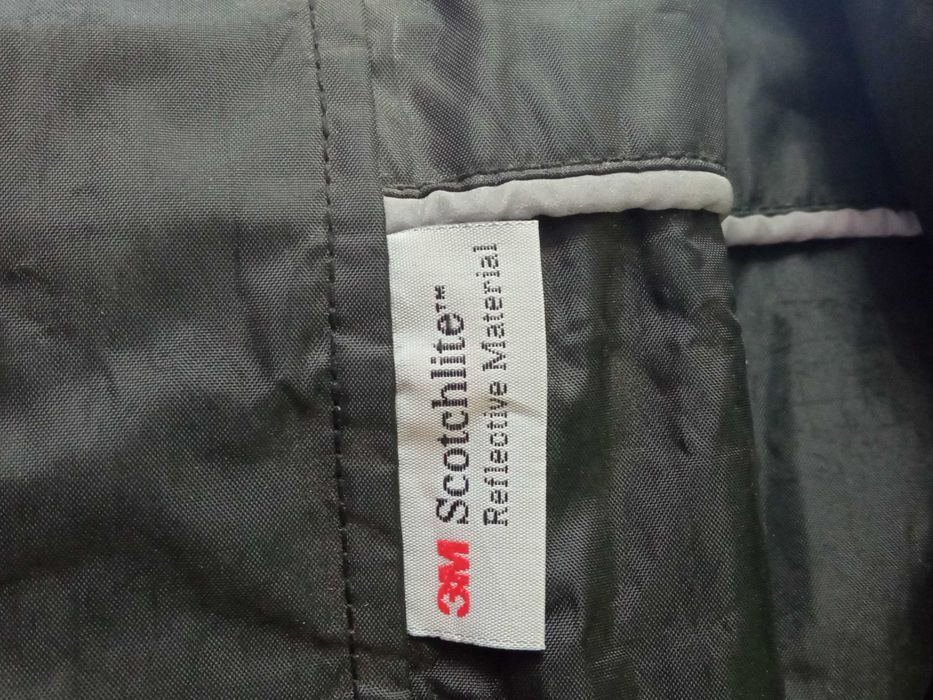 3M Scotchlite™
Reflective Material